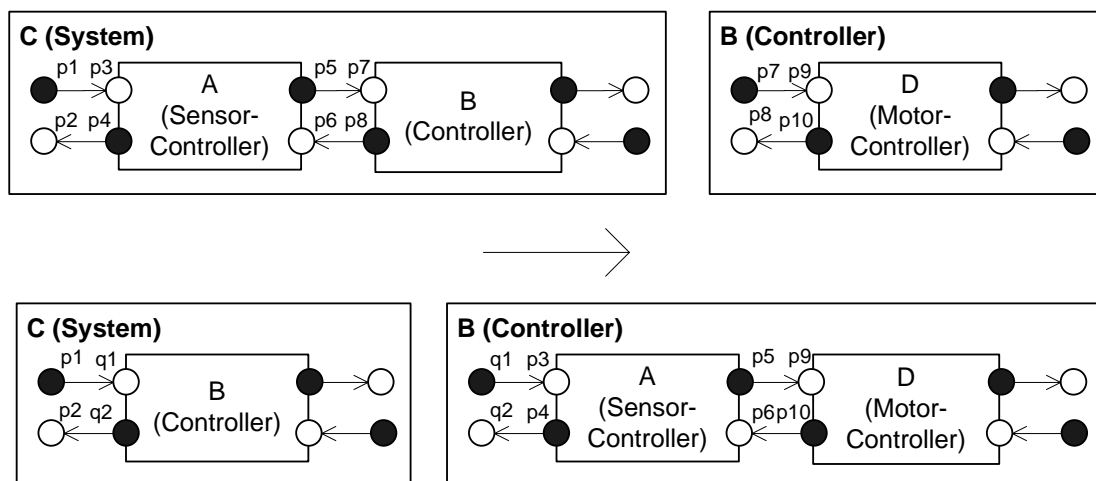 C (System)
p1 p3
A
(Sensor-
Controller)
p2 p4
p5 p7
p6 p8
B
(Controller)
B (Controller)
p7 p9
p8 p10
D
(Motor-
Controller)
C (System)
p1 q1
p2 q2
B
(Controller)
B (Controller)
q1 p3
q2 p4
A
(Sensor-
Controller)
p5 p9
p6 p10
D
(Motor-
Controller)